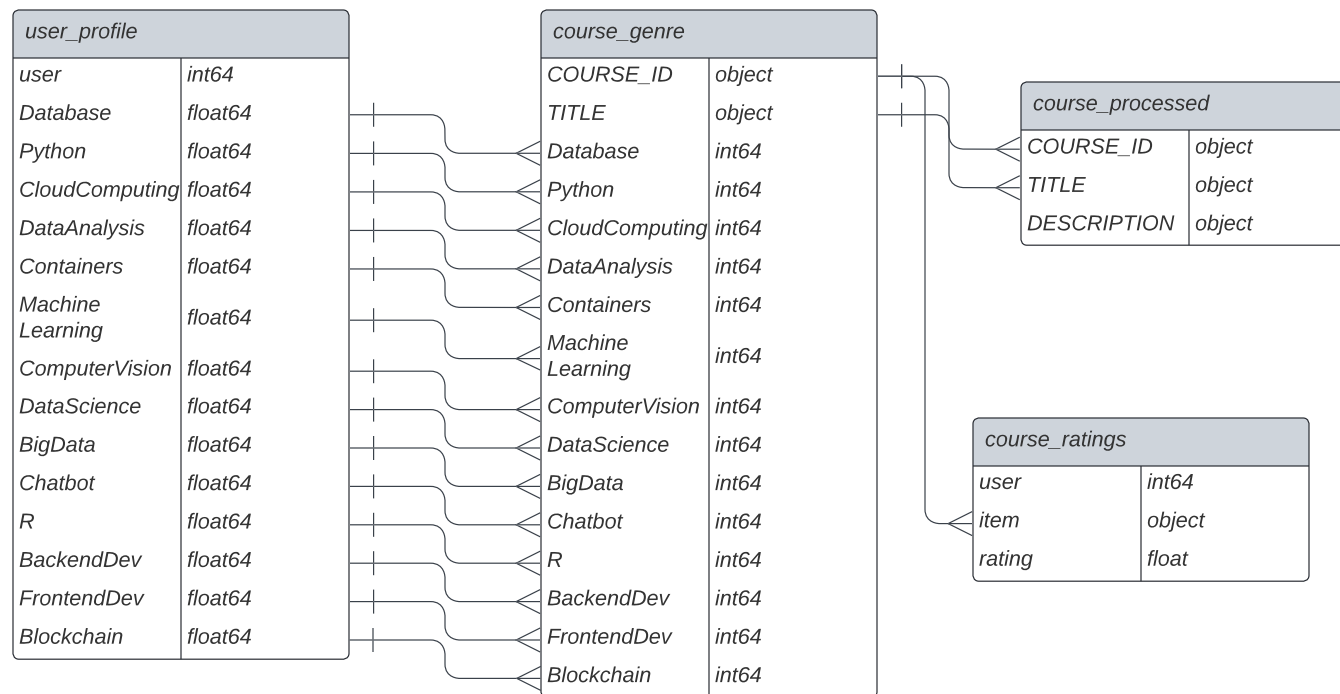 user_profile
user int64
Database float64
Python float64
CloudComputing float64
DataAnalysis float64
Containers float64
Machine
Learning float64
ComputerVision float64
DataScience float64
BigData float64
Chatbot float64
R float64
BackendDev float64
FrontendDev float64
Blockchain float64
course_genre
COURSE_ID object
TITLE object
Database int64
Python int64
CloudComputing int64
DataAnalysis int64
Containers int64
Machine
Learning int64
ComputerVision int64
DataScience int64
BigData int64
Chatbot int64
R int64
BackendDev int64
FrontendDev int64
Blockchain int64
course_processed
COURSE_ID object
TITLE object
DESCRIPTION object
course_ratings
user int64
item object
rating float